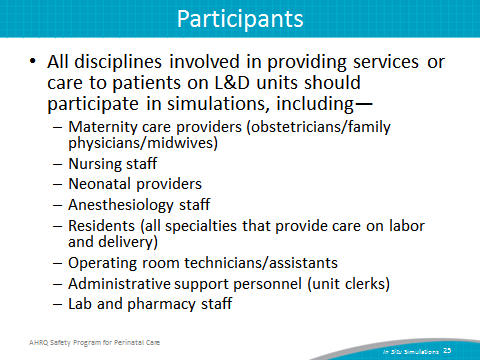 Participants
• All disciplines involved in providing services or
care to patients on L&D units should
participate in simulations, including—
– Maternity care providers (obstetricians/family
physicians/midwives)
– Nursing staff
– Neonatal providers
– Anesthesiology staff
– Residents (all specialties that provide care on labor
and delivery)
– Operating room technicians/assistants
– Administrative support personnel (unit clerks)
– Lab and pharmacy staff
AHRQ Safety Program for Perinatal Care
In Situ Simulations 25